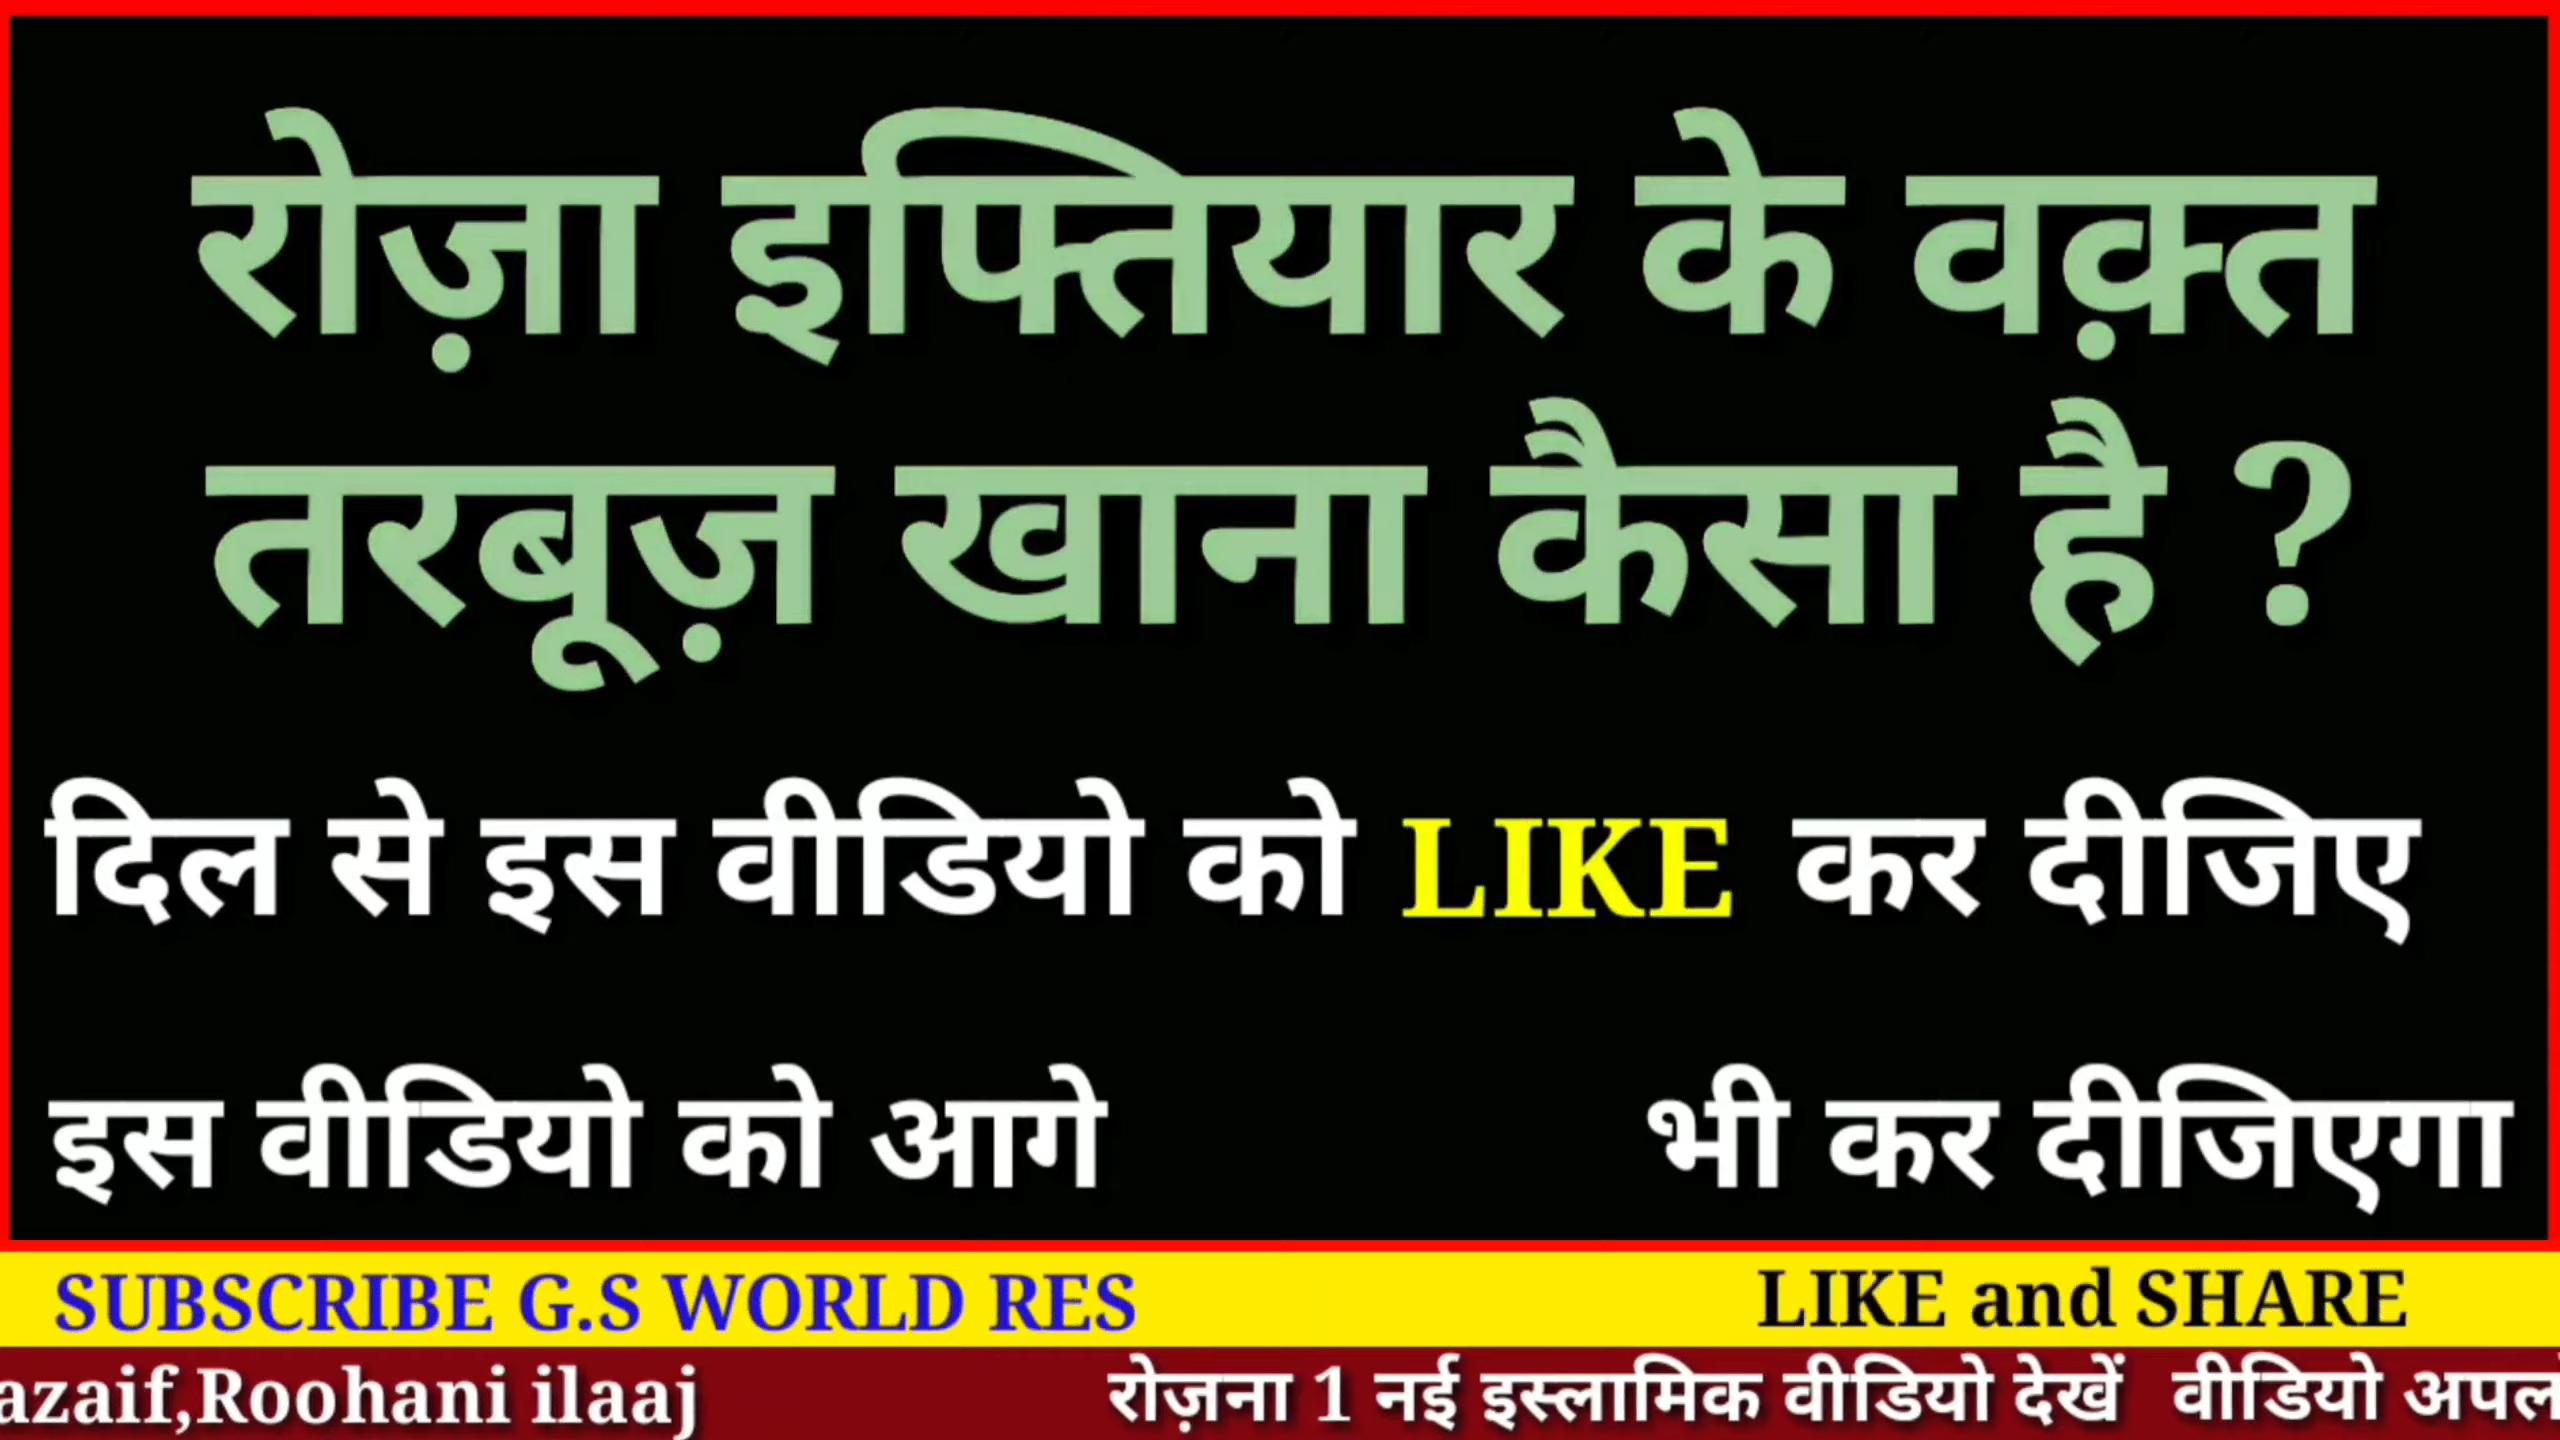 रोज़ा इफ्तियार के वक़्त
तरबूज़ खाना कैसा है ?
दिल से इस वीडियो को LIKE कर दीजिए
इस वीडियो को आगे भी कर दीजिएगा
SUBSCRIBE G.S WORLD RES LIKE and SHARE
azaif,Roohani ilaaj रोज़ना 1 नई इस्लामिक वीडियो देखें वीडियो अपल